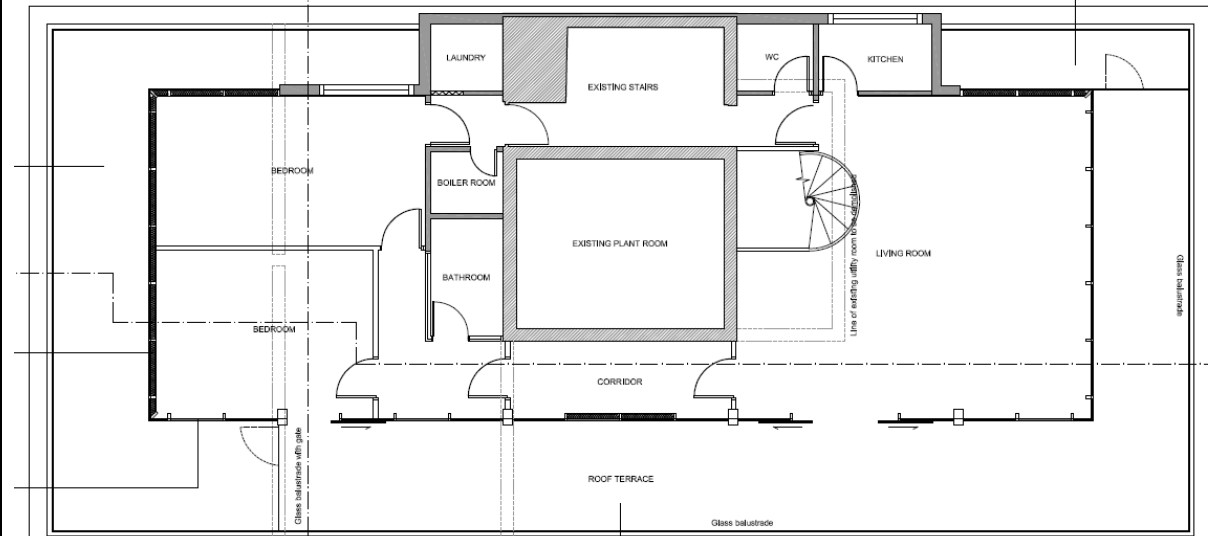 LAUNDRY
WC
KITCHEN
EXISTING STAIRS
BEDROOM
BOILER ROOM
EXISTING PLANT ROOM
LIVING ROOM
Line of existing utility room to be demolished
Glass balustrade
BATHROOM
BEDROOM
CORRIDOR
Glass balustrade with gate
ROOF TERRACE
Glass balustrade